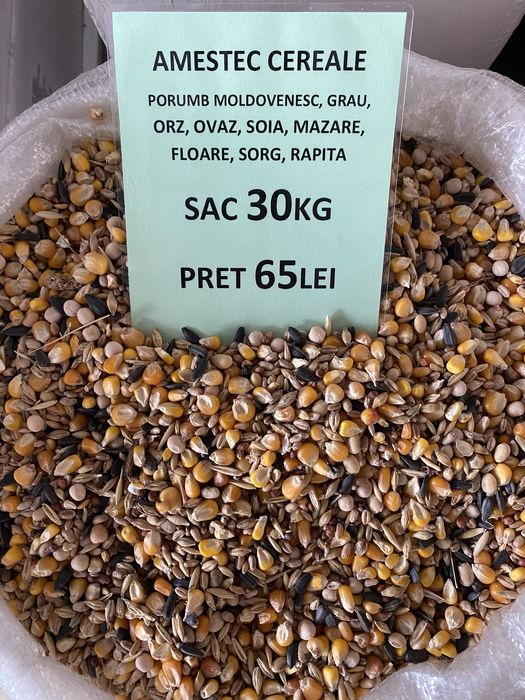 AMESTEC CEREALE
PORUMB MOLDOVENESC, GRAU,
ORZ, OVAZ, SOIA, MAZARE,
FLOARE, SORG, RAPITA
SAC 30KG
PRET 65LEI